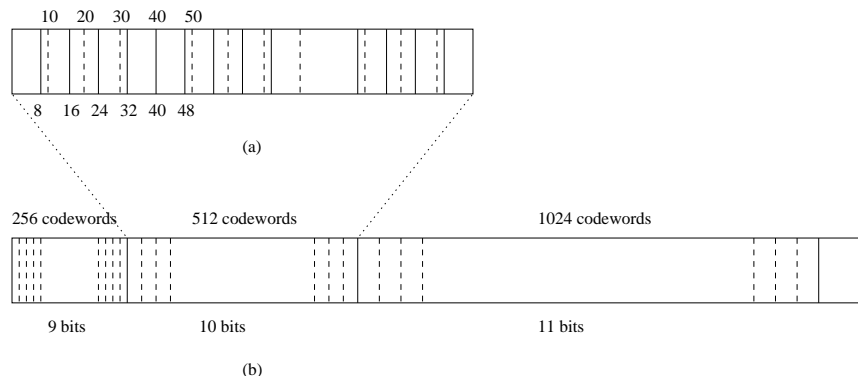 10 20 30 40 50
8 16 24 32 40 48
(a)
256 codewords 512 codewords 1024 codewords
9 bits 10 bits 11 bits
(b)